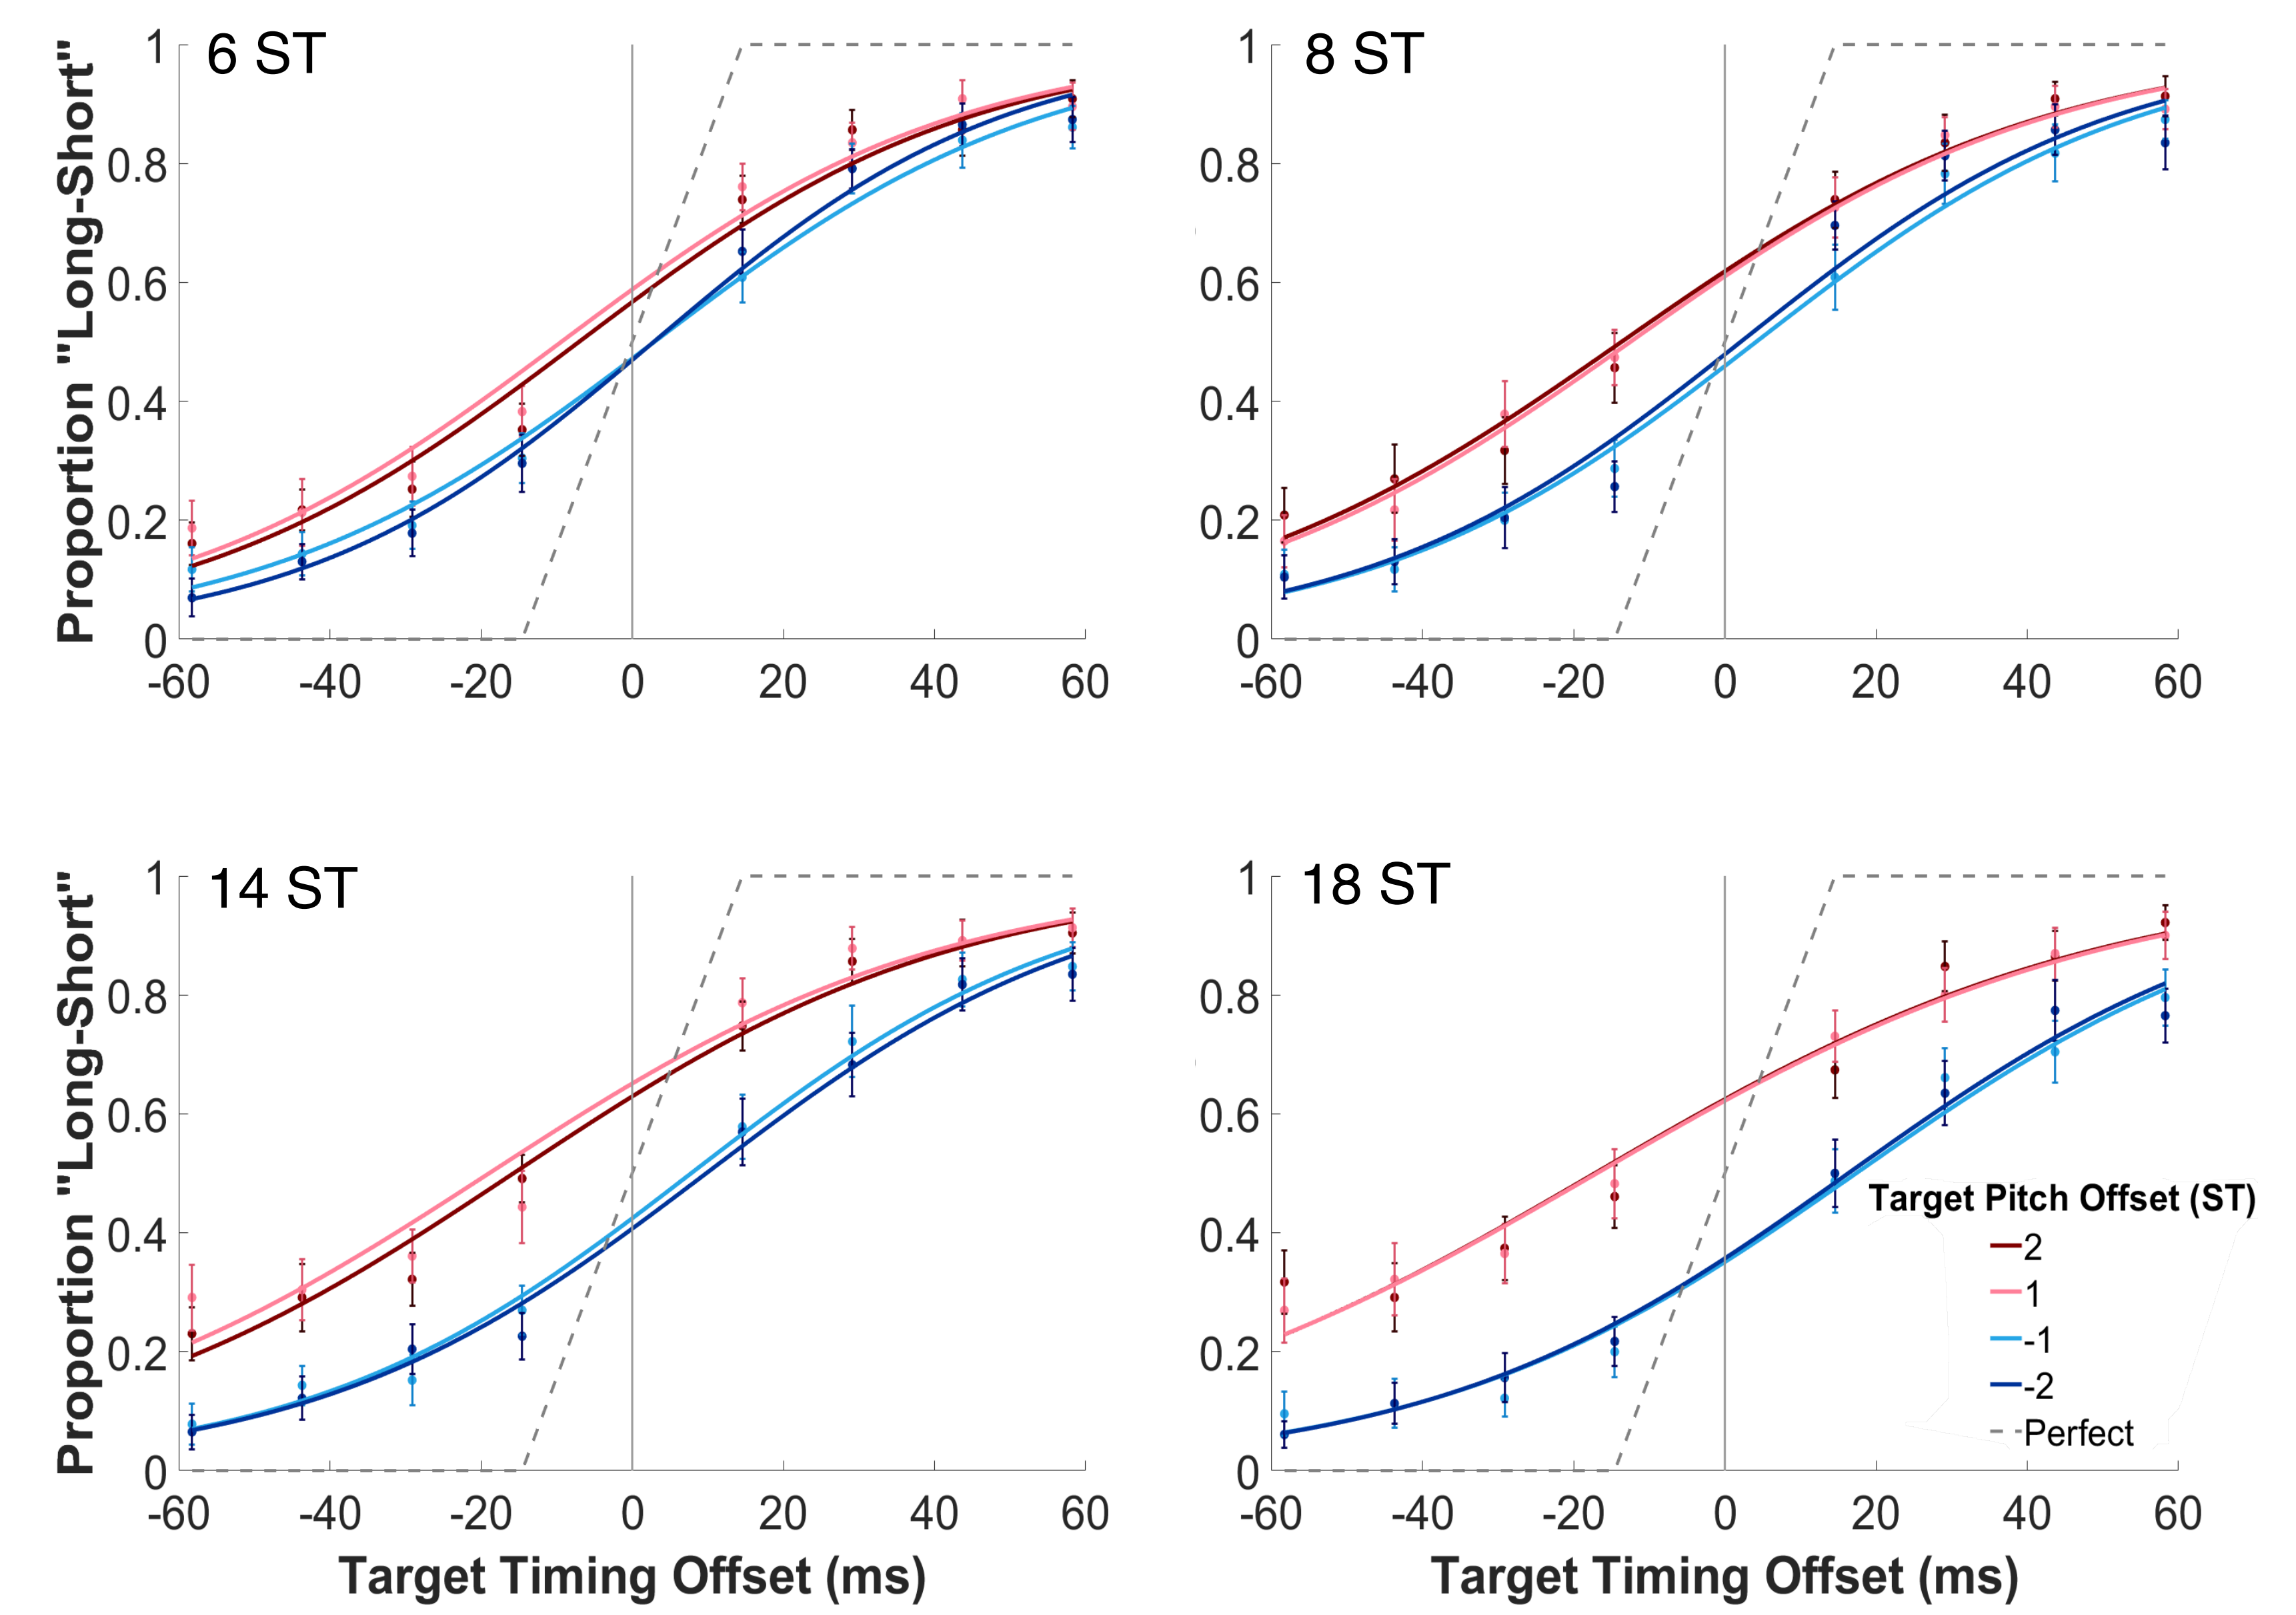 6 ST
Proportion "Long-Short"
1
0.8
0.6
0.4
0.2
0
-60 -40 -20 0 20 40 60
8 ST
1
0.8
0.6
0.4
0.2
0
-60 -40 -20 0 20 40 60
14 ST
Proportion "Long-Short"
1
0.8
0.6
0.4
0.2
0
-60 -40 -20 0 20 40 60
Target Timing Offset (ms)
18 ST
1
0.8
0.6
0.4
0.2
0
-60 -40 -20 0 20 40 60
Target Timing Offset (ms)
Target Pitch Offset (ST)
2
1
-1
-2
Perfect